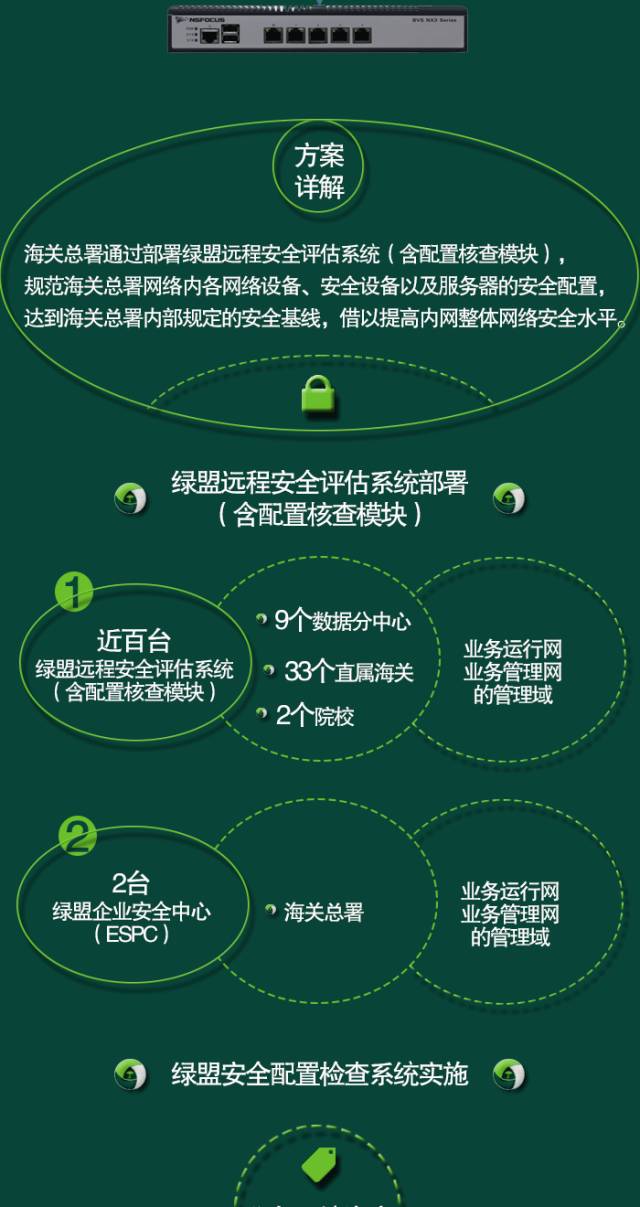 NSFOCUS
BVS NX3 Series
方案
详解
海关总署通过部署绿盟远程安全评估系统（含配置核查模块），
规范海关总署网络内各网络设备、安全设备以及服务器的安全配置，
达到海关总署内部规定的安全基线，借以提高内网整体网络安全水平。
绿盟远程安全评估系统部署
（含配置核查模块）
1
近百台
绿盟远程安全评估系统
（含配置核查模块）
9个数据分中心
33个直属海关
2个院校
业务运行网
业务管理网
的管理域
2
2台
绿盟企业安全中心
（ESPC）
海关总署
业务运行网
业务管理网
的管理域
绿盟安全配置检查系统实施